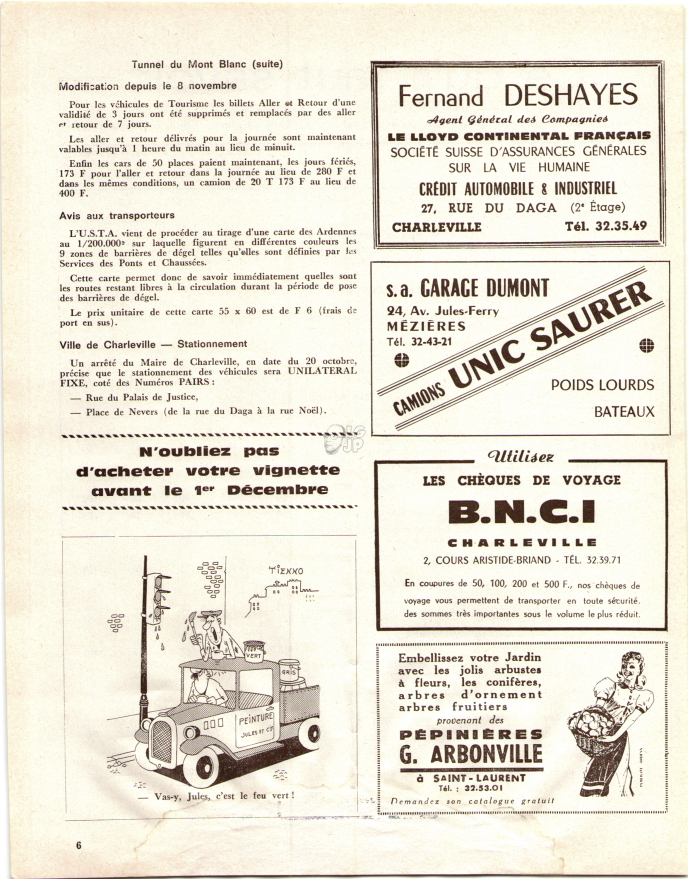 Tunnel du Mont Blanc (suite)
Modification depuis le 8 novembre
Pour les véhicules de Tourisme les billets Aller et Retour d'une
validité de 3 jours ont été supprimés et remplacés par des aller
et retour de 7 jours.
Les aller et retour délivrés pour la journée sont maintenant
valables jusqu'à 1 heure du matin au lieu de minuit.
Enfin les cars de 50 places paient maintenant, les jours fériés,
173 F pour l'aller et retour dans la journée au lieu de 280 F et
dans les mêmes conditions, un camion de 20 T 173 F au lieu de
400 F.
Avis aux transporteurs
L'U.S.T.A. vient de procéder au tirage d'une carte des Ardennes
au 1/200.000e sur laquelle figurent en différentes couleurs les
9 zones de barrières de dégel telles qu'elles sont définies par les
Services des Ponts et Chaussées.
Cette carte permet donc de savoir immédiatement quelles sont
les routes restant libres à la circulation durant la période de pose
des barrières de dégel.
Le prix unitaire de cette carte 55 x 60 est de F 6 (frais de
port en sus).
Ville de Charleville — Stationnement
Un arrêté du Maire de Charleville, en date du 20 octobre,
précise que le stationnement des véhicules sera UNILATERAL
FIXE, coté des Numéros PAIRS :
— Rue du Palais de Justice,
— Place de Nevers (de la rue du Daga à la rue Noël).
N'oubliez pas
d'acheter votre vignette
avant le 1er Décembre
TIEKKO
VERT
GRIS
PEINTURE
JULES ET Cie
— Vas-y, Jules, c'est le feu vert !
6
Fernand DESHAYES
Agent Général des Compagnies
LE LLOYD CONTINENTAL FRANÇAIS
SOCIÉTÉ SUISSE D'ASSURANCES GÉNÉRALES
SUR LA VIE HUMAINE
CRÉDIT AUTOMOBILE & INDUSTRIEL
27, RUE DU DAGA (2e Étage)
CHARLEVILLE Tél. 32.35.49
s.a. GARAGE DUMONT
24, Av. Jules-Ferry
MÉZIÈRES
Tél. 32-43-21
CAMIONS UNIC SAURER
POIDS LOURDS
BATEAUX
Utilisez
LES CHÈQUES DE VOYAGE
B.N.C.I
CHARLEVILLE
2, COURS ARISTIDE-BRIAND - TÉL. 32.39.71
En coupures de 50, 100, 200 et 500 F., nos chèques de
voyage vous permettent de transporter en toute sécurité,
des sommes très importantes sous le volume le plus réduit.
Embellissez votre Jardin
avec les jolis arbustes
à fleurs, les conifères,
arbres d'ornement
arbres fruitiers
provenant des
PÉPINIÈRES
G. ARBONVILLE
à SAINT-LAURENT
Tél. : 32.53.01
Demandez son catalogue gratuit